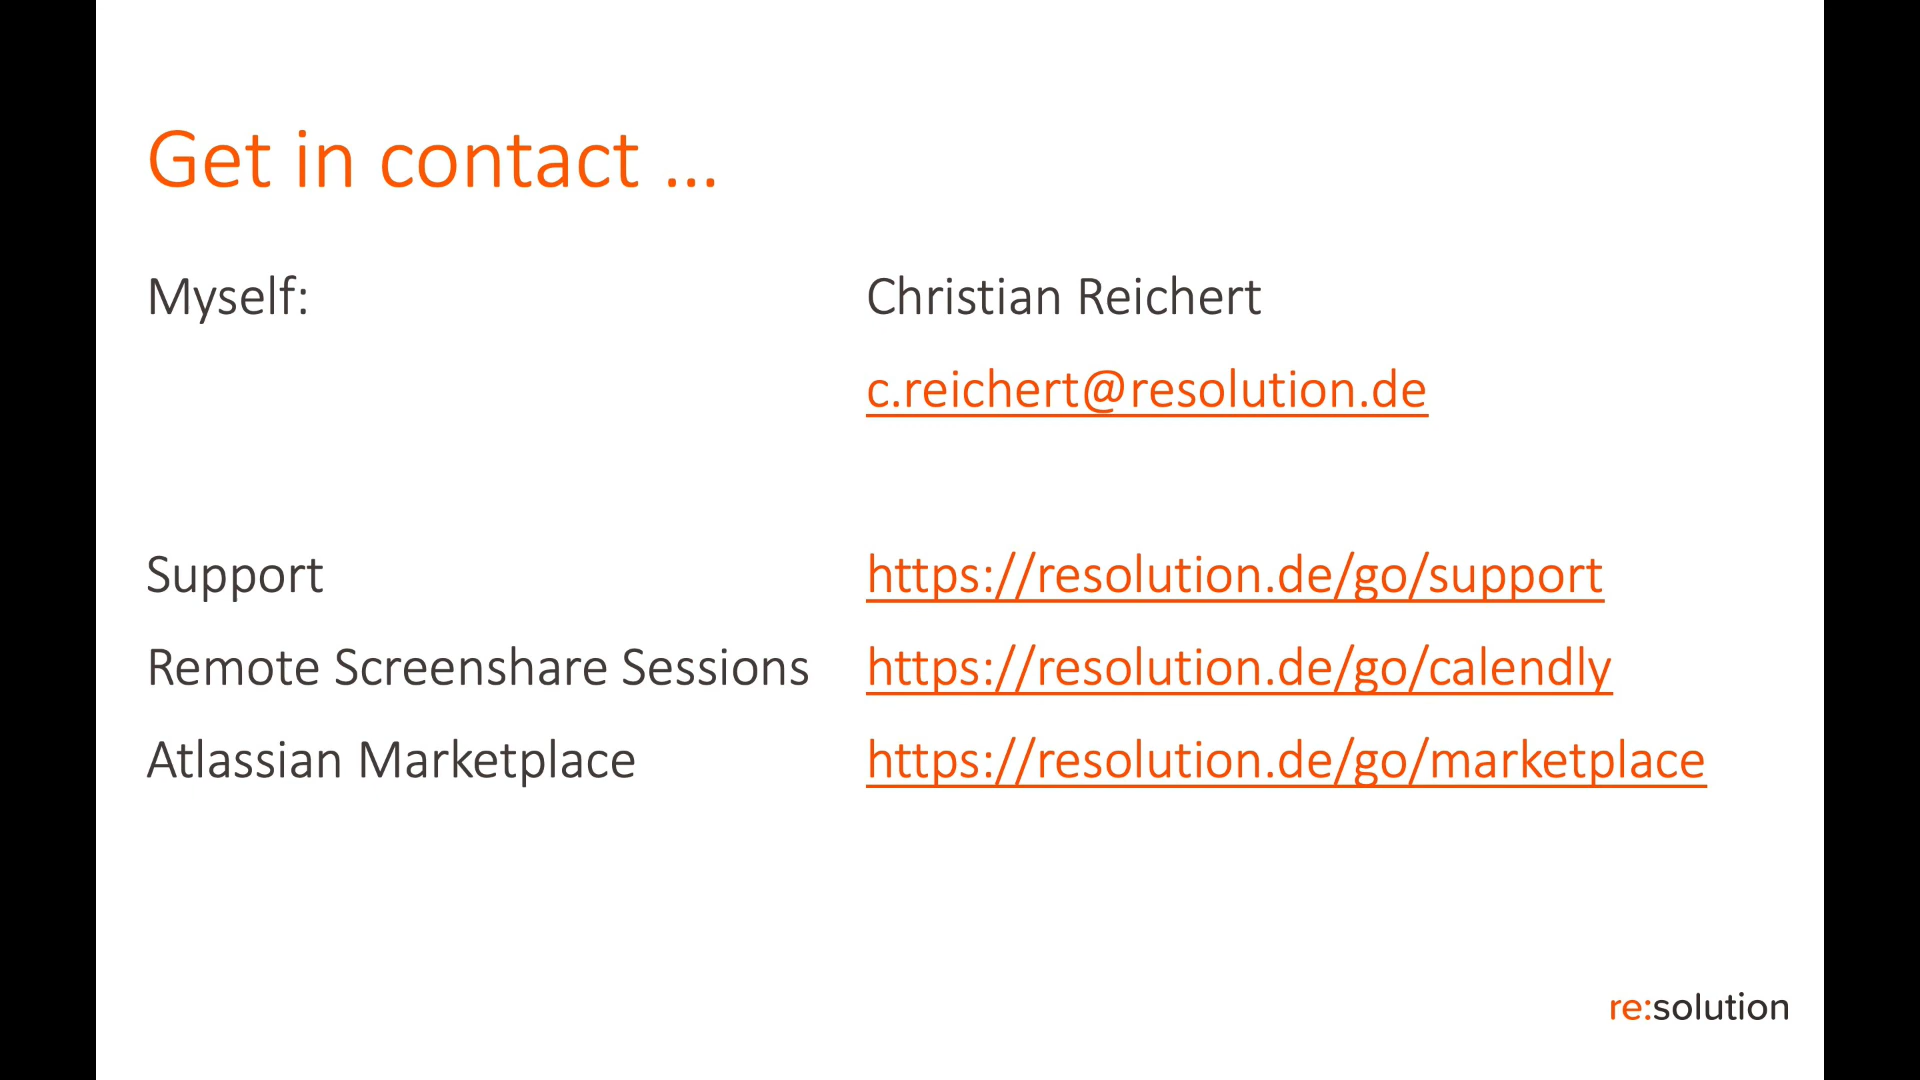 Get in contact ...
Myself: Christian Reichert
c.reichert@resolution.de
Support https://resolution.de/go/support
Remote Screenshare Sessions https://resolution.de/go/calendly
Atlassian Marketplace https://resolution.de/go/marketplace
re:solution